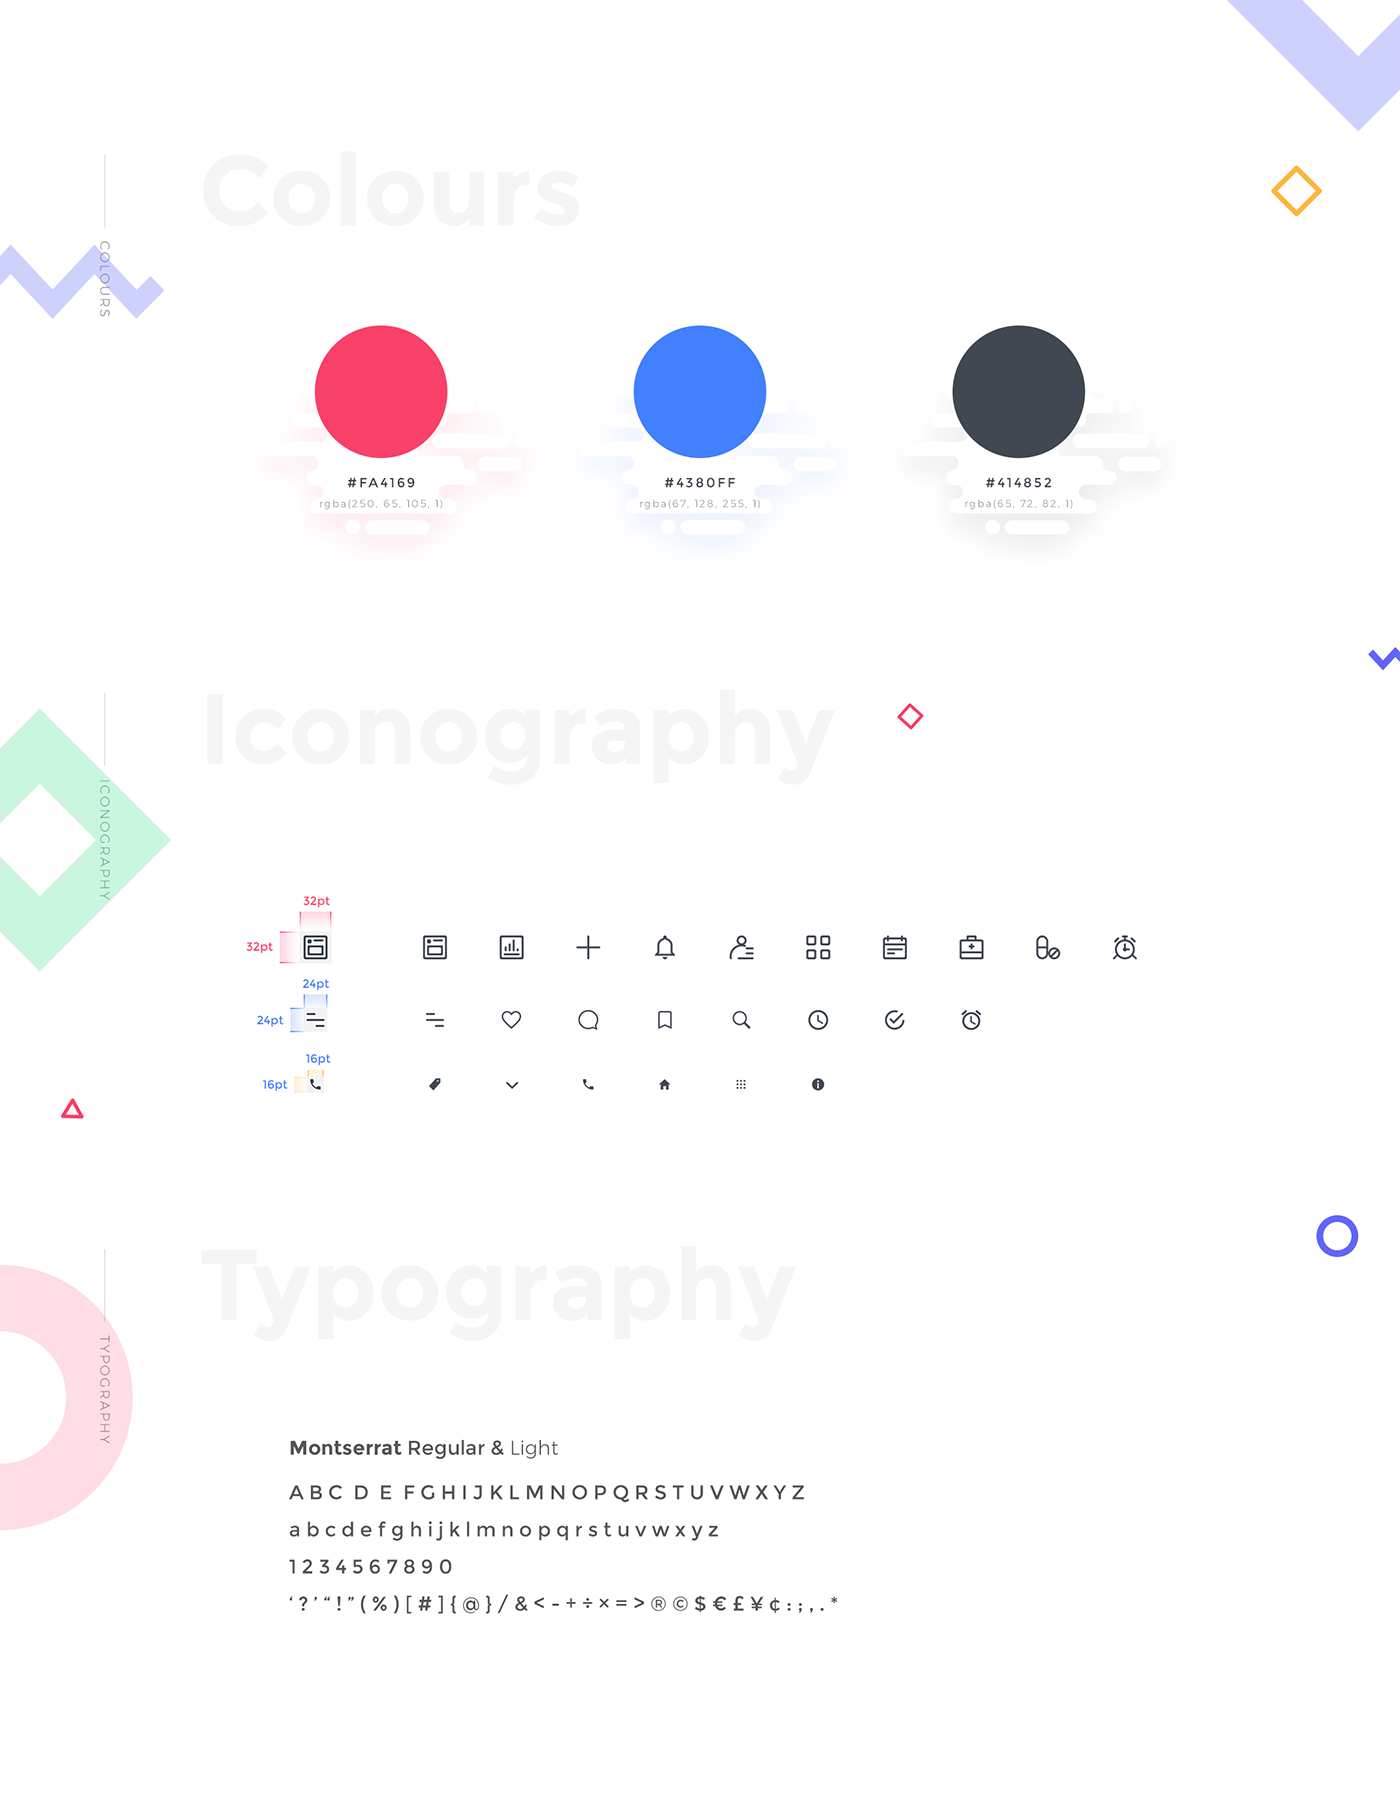 Colours
COLOURS
#FA4169
rgba(250, 65, 105, 1)
#4380FF
rgba(67, 128, 255, 1)
#414852
rgba(65, 72, 82, 1)
Iconography
ICONOGRAPHY
32pt
32pt
24pt
24pt
16pt
16pt
Typography
TYPOGRAPHY
Montserrat Regular & Light
A B C D E F G H I J K L M N O P Q R S T U V W X Y Z
a b c d e f g h i j k l m n o p q r s t u v w x y z
1 2 3 4 5 6 7 8 9 0
‘ ? ’ “ ! ” ( % ) [ # ] { @ } / & < - + ÷ × = > ® © $ € £ ¥ ¢ : ; , . *